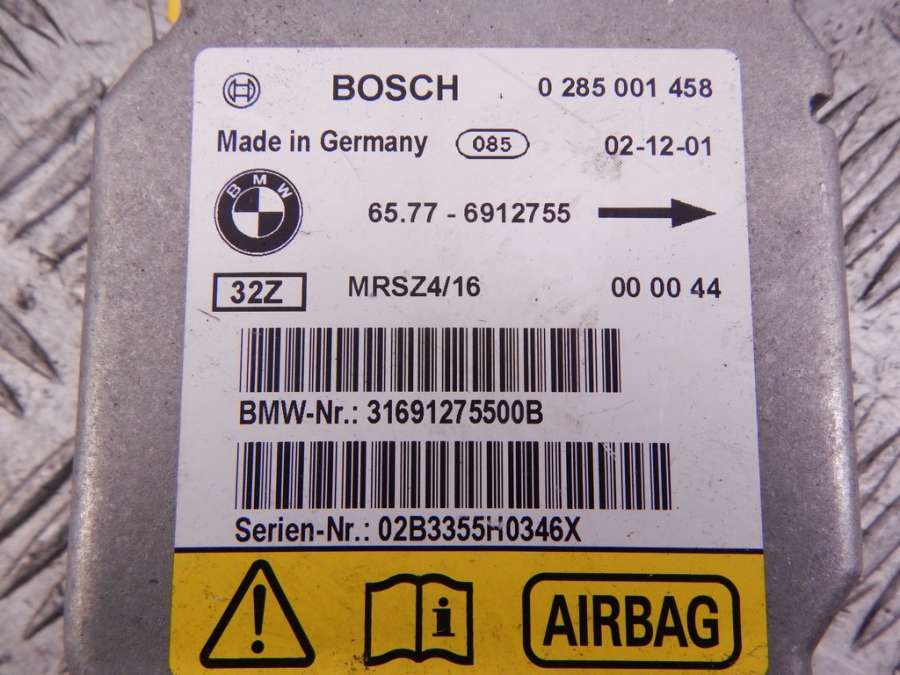 BOSCH 0 285 001 458
Made in Germany 085 02-12-01
BMW 65.77 - 6912755
32Z MRSZ4/16 00 00 44
BMW-Nr.: 31691275500B
Serien-Nr.: 02B3355H0346X
! i AIRBAG